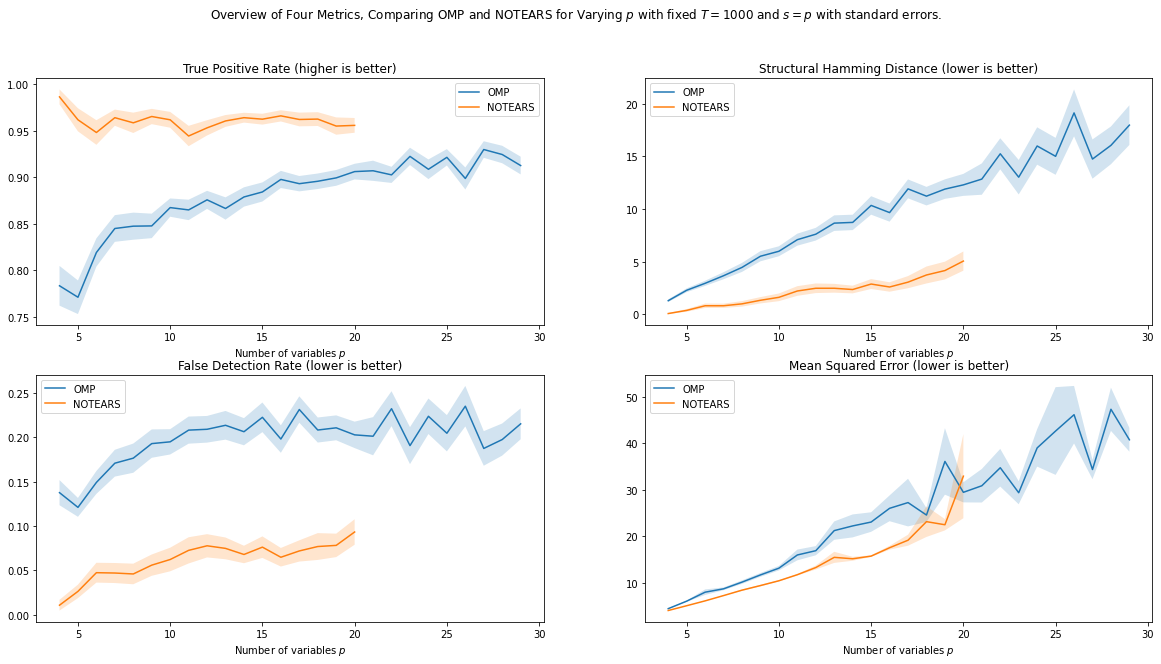 Overview of Four Metrics, Comparing OMP and NOTEARS for Varying p with fixed T = 1000 and s = p with standard errors.
True Positive Rate (higher is better)
OMP
NOTEARS
1.00
0.95
0.90
0.85
0.80
0.75
5 10 15 20 25 30
Number of variables p
Structural Hamming Distance (lower is better)
OMP
NOTEARS
20
15
10
5
0
5 10 15 20 25 30
Number of variables p
False Detection Rate (lower is better)
OMP
NOTEARS
0.25
0.20
0.15
0.10
0.05
0.00
5 10 15 20 25 30
Number of variables p
Mean Squared Error (lower is better)
OMP
NOTEARS
50
40
30
20
10
5 10 15 20 25 30
Number of variables p